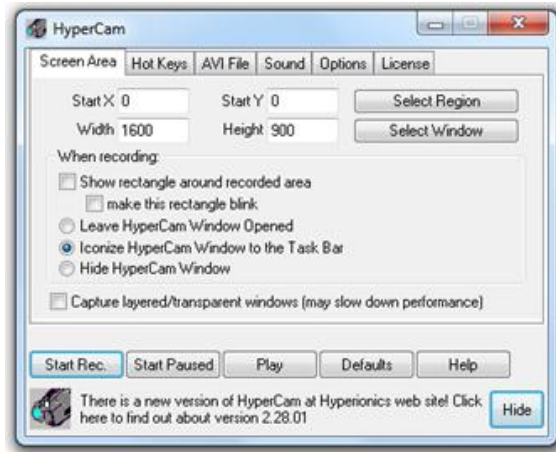 HyperCam
Screen Area Hot Keys AVI File Sound Options License
Start X 0 Start Y 0 Select Region
Width 1600 Height 900 Select Window
When recording:
Show rectangle around recorded area
make this rectangle blink
Leave HyperCam Window Opened
Iconize HyperCam Window to the Task Bar
Hide HyperCam Window
Capture layered/transparent windows (may slow down performance)
Start Rec. Start Paused Play Defaults Help
There is a new version of HyperCam at Hyperionics web site! Click
here to find out about version 2.28.01
Hide